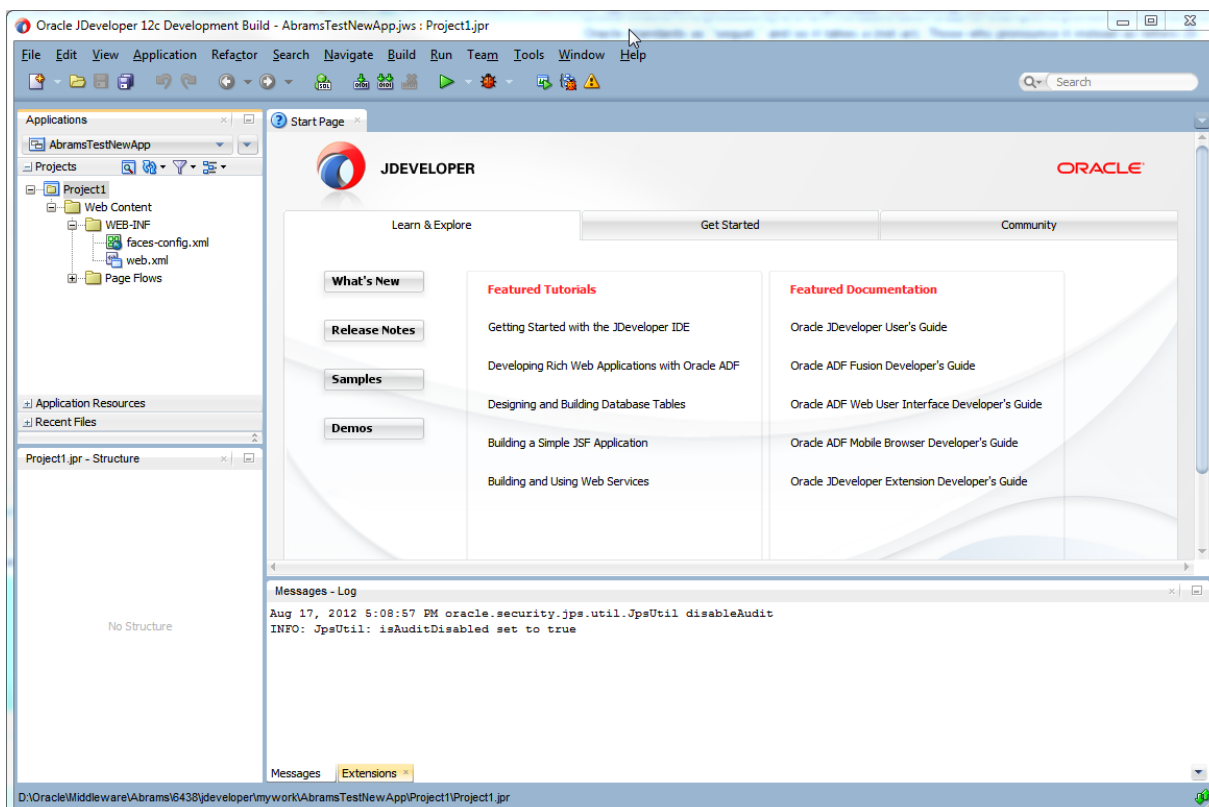 Oracle JDeveloper 12c Development Build - AbramsTestNewApp.jws : Project1.jpr
File Edit View Application Refactor Search Navigate Build Run Team Tools Window Help
Search
Applications
AbramsTestNewApp
Projects
Project1
Web Content
WEB-INF
faces-config.xml
web.xml
Page Flows
Application Resources
Recent Files
Project1.jpr - Structure
No Structure
Start Page
JDEVELOPER
ORACLE
Learn & Explore Get Started Community
What's New
Release Notes
Samples
Demos
Featured Tutorials
Getting Started with the JDeveloper IDE
Developing Rich Web Applications with Oracle ADF
Designing and Building Database Tables
Building a Simple JSF Application
Building and Using Web Services
Featured Documentation
Oracle JDeveloper User's Guide
Oracle ADF Fusion Developer's Guide
Oracle ADF Web User Interface Developer's Guide
Oracle ADF Mobile Browser Developer's Guide
Oracle JDeveloper Extension Developer's Guide
Messages - Log
Aug 17, 2012 5:08:57 PM oracle.security.jps.util.JpsUtil disableAudit
INFO: JpsUtil: isAuditDisabled set to true
Messages Extensions
D:\Oracle\Middleware\Abrams\6438\jdeveloper\mywork\AbramsTestNewApp\Project1\Project1.jpr